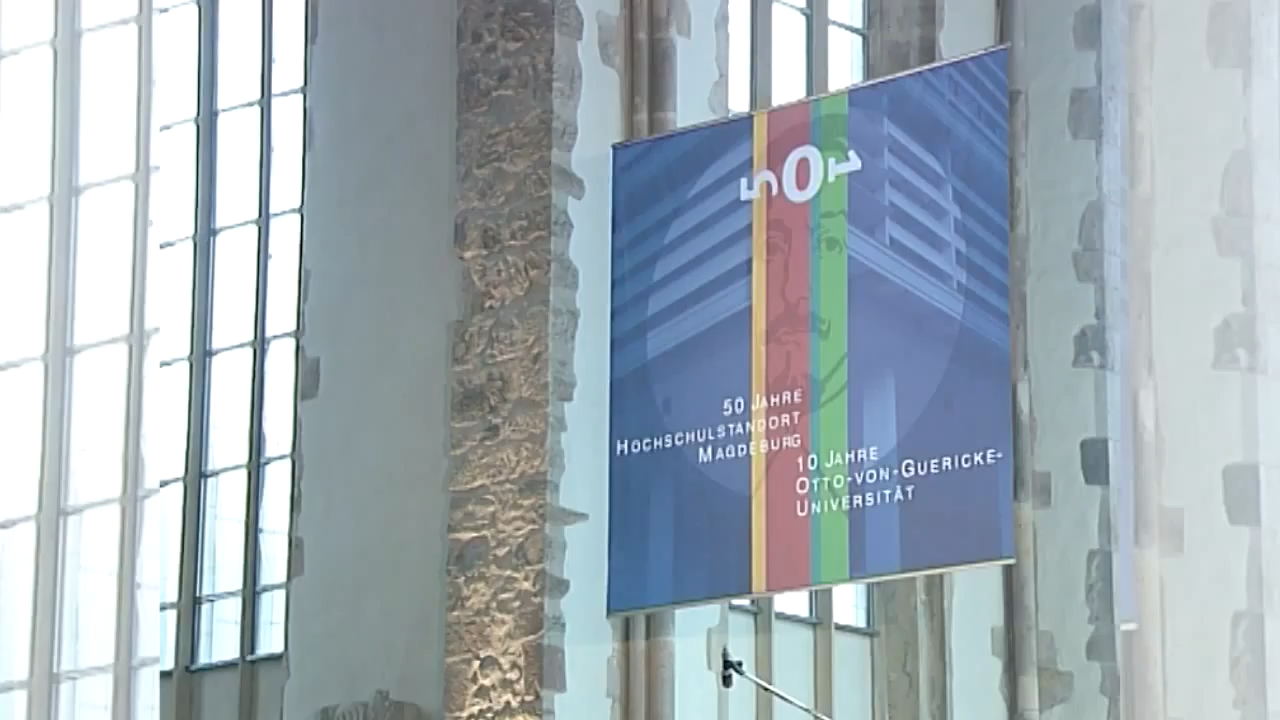 501
50 JAHRE
HOCHSCHULSTANDORT
MAGDEBURG
10 JAHRE
OTTO-VON-GUERICKE-
UNIVERSITÄT